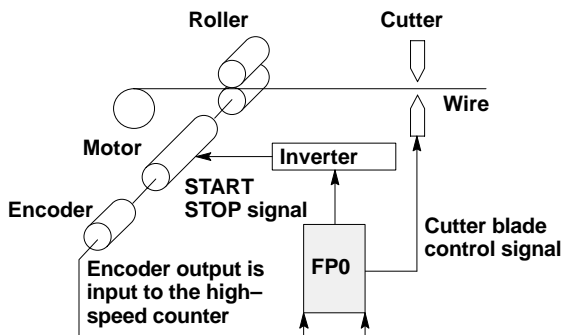 Roller
Cutter
Wire
Motor
Inverter
START
STOP signal
Encoder
Cutter blade
control signal
FP0
Encoder output is
input to the high–
speed counter